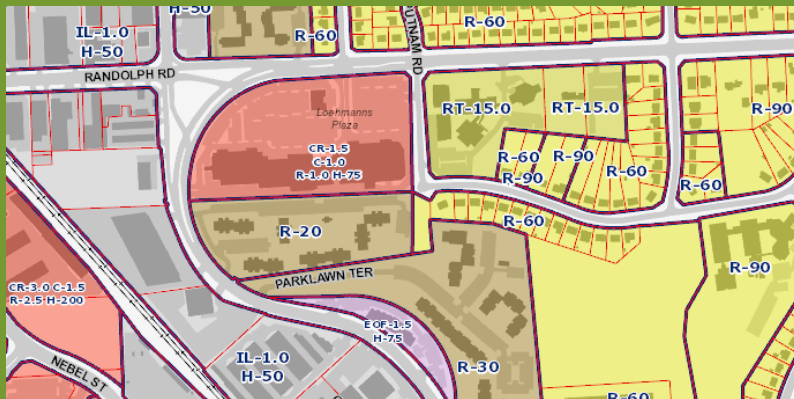 H-50
R-60
PUTNAM RD
R-60
IL-1.0
H-50
RANDOLPH RD
R-60
Loehmanns
Plaza
RT-15.0
RT-15.0
R-90
CR-1.5
C-1.0
R-1.0 H-75
R-60
R-90
R-90
R-60
R-60
R-20
R-60
PARKLAWN TER
R-90
CR-3.0 C-1.5
R-2.5 H-200
EOF-1.5
H-75
NEBEL ST
IL-1.0
H-50
R-30
R-60